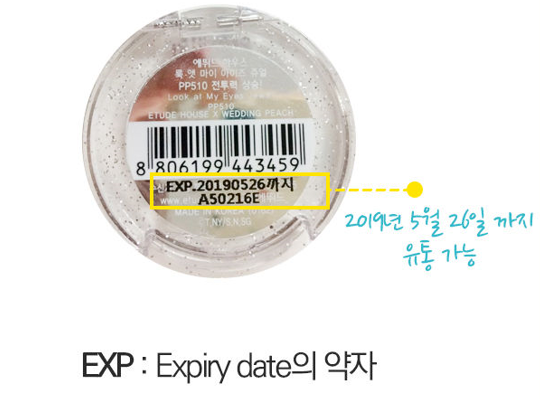 에뛰드하우스
룩 앳 마이 아이즈 쥬얼
PP510 전투력 상승!
Look at My Eyes
PP510
ETUDE HOUSE X WEDDING PEACH
8 806199 443459
EXP.20190526까지
A50216E
MADE IN KOREA
2019년 5월 26일 까지
유통 가능
EXP : Expiry date의 약자